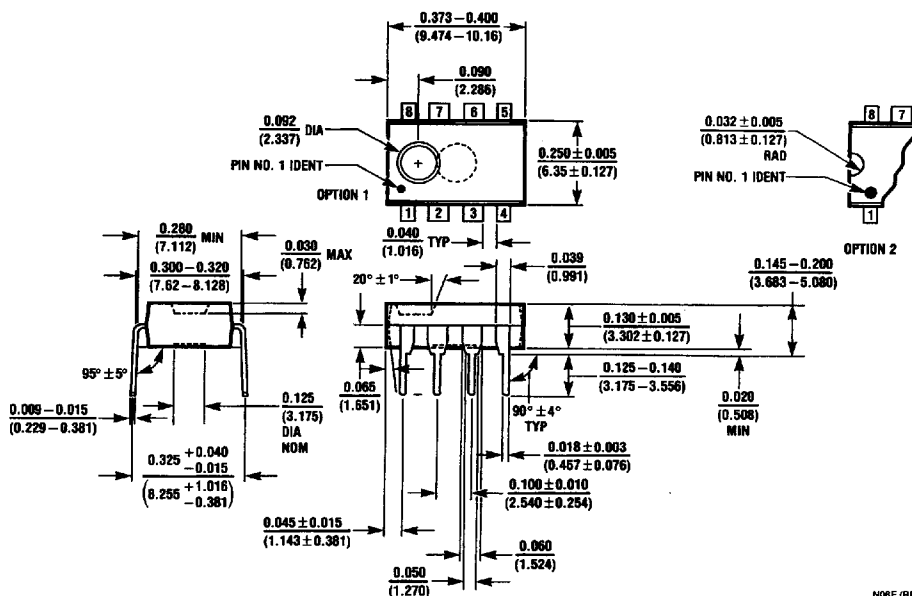 0.373–0.400
(9.474–10.16)
0.090
(2.286)
8 7 6 5
0.092
(2.337)
DIA
PIN NO. 1 IDENT
OPTION 1
1 2 3 4
0.250 ± 0.005
(6.35 ± 0.127)
0.032 ± 0.005
(0.813 ± 0.127)
RAD
PIN NO. 1 IDENT
8 7
1
OPTION 2
0.280
(7.112)
MIN
0.300–0.320
(7.62–8.128)
0.030
(0.762)
MAX
0.040
(1.016)
TYP
20° ±1°
0.039
(0.991)
0.145–0.200
(3.683–5.080)
0.130 ± 0.005
(3.302 ± 0.127)
0.125–0.140
(3.175–3.556)
0.020
(0.508)
MIN
95° ±5°
0.065
(1.651)
90° ±4°
TYP
0.009–0.015
(0.229–0.381)
0.125
(3.175)
DIA
NOM
0.018 ± 0.003
(0.457 ± 0.076)
0.325 +0.040
−0.015
(8.255 +1.016
−0.381)
0.100 ± 0.010
(2.540 ± 0.254)
0.045 ± 0.015
(1.143 ± 0.381)
0.060
(1.524)
0.050
(1.270)